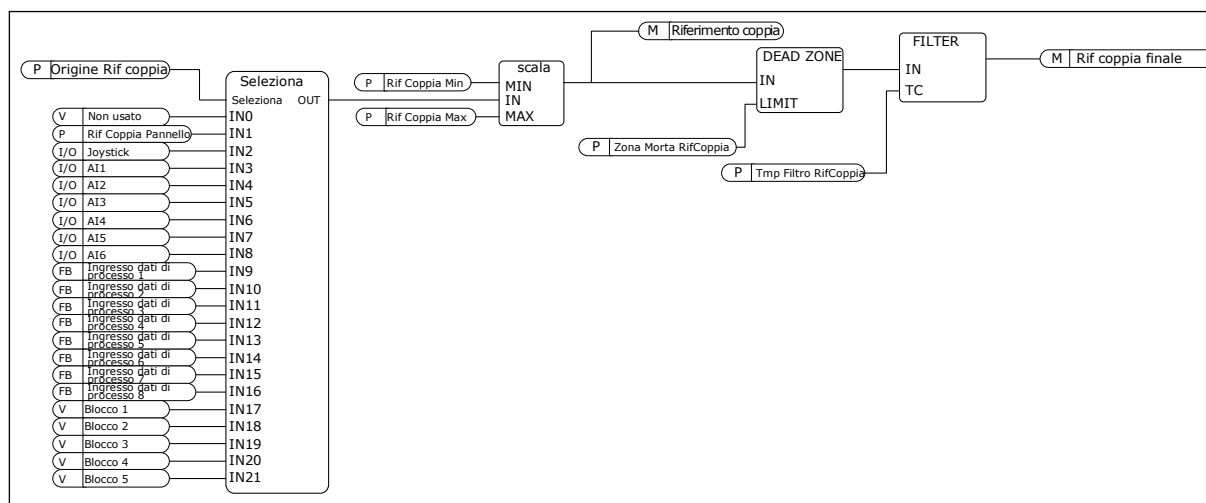 M Riferimento coppia
P Origine Rif coppia
Seleziona
Seleziona OUT
P Rif Coppia Min
P Rif Coppia Max
scala
MIN
IN
MAX
DEAD ZONE
IN
LIMIT
P Zona Morta RifCoppia
FILTER
IN
TC
P Tmp Filtro RifCoppia
M Rif coppia finale
V Non usato IN0
P Rif Coppia Pannello IN1
I/O Joystick IN2
I/O AI1 IN3
I/O AI2 IN4
I/O AI3 IN5
I/O AI4 IN6
I/O AI5 IN7
I/O AI6 IN8
FB Ingresso dati di processo 1 IN9
FB Ingresso dati di processo 2 IN10
FB Ingresso dati di processo 3 IN11
FB Ingresso dati di processo 4 IN12
FB Ingresso dati di processo 5 IN13
FB Ingresso dati di processo 6 IN14
FB Ingresso dati di processo 7 IN15
FB Ingresso dati di processo 8 IN16
V Blocco 1 IN17
V Blocco 2 IN18
V Blocco 3 IN19
V Blocco 4 IN20
V Blocco 5 IN21